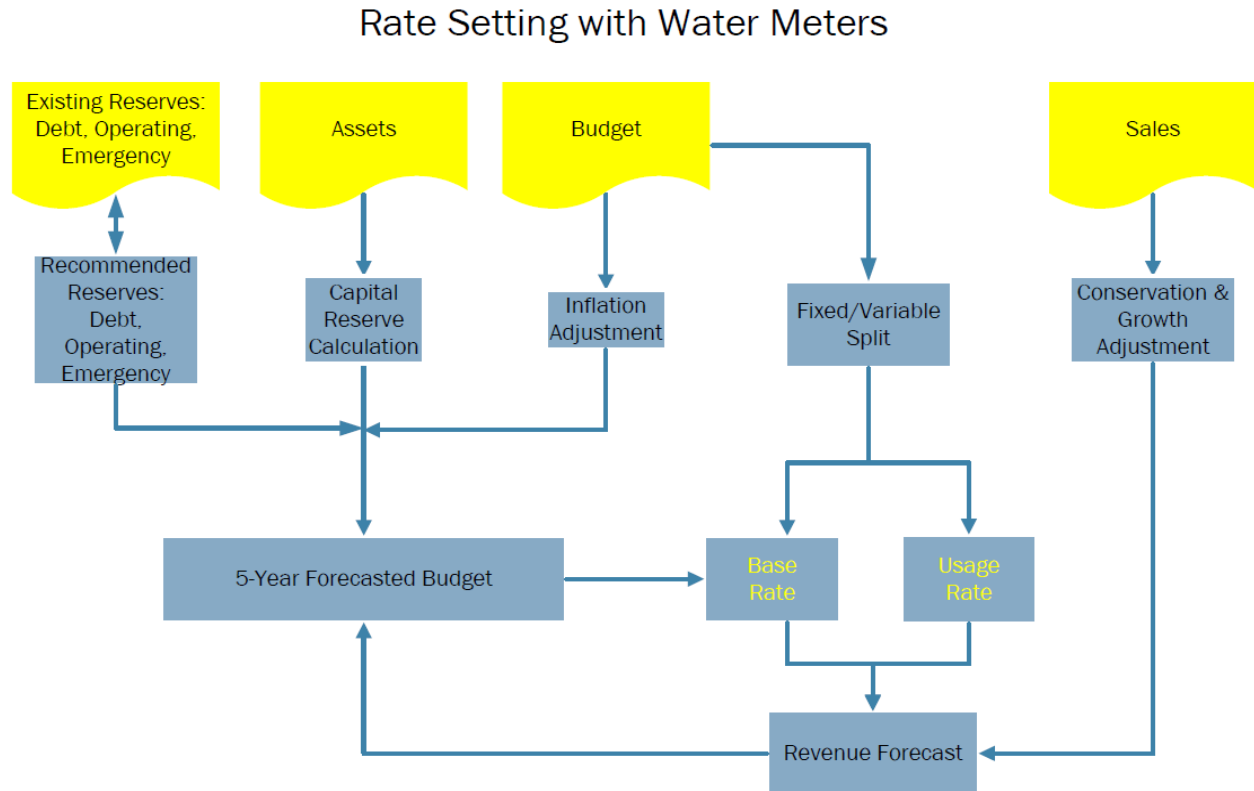 Rate Setting with Water Meters
Existing Reserves:
Debt, Operating,
Emergency
Assets
Budget
Sales
Recommended
Reserves:
Debt,
Operating,
Emergency
Capital
Reserve
Calculation
Inflation
Adjustment
Fixed/Variable
Split
Conservation &
Growth
Adjustment
5-Year Forecasted Budget
Base
Rate
Usage
Rate
Revenue Forecast